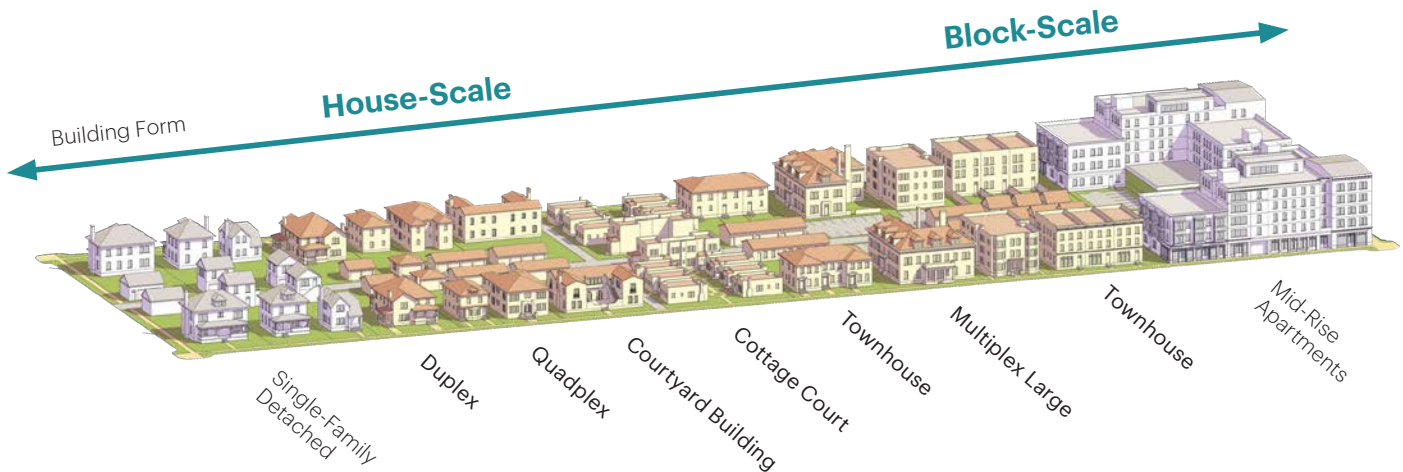 Block-Scale
House-Scale
Building Form
Single-Family
Detached
Duplex
Quadplex
Courtyard Building
Cottage Court
Townhouse
Multiplex Large
Townhouse
Mid-Rise
Apartments